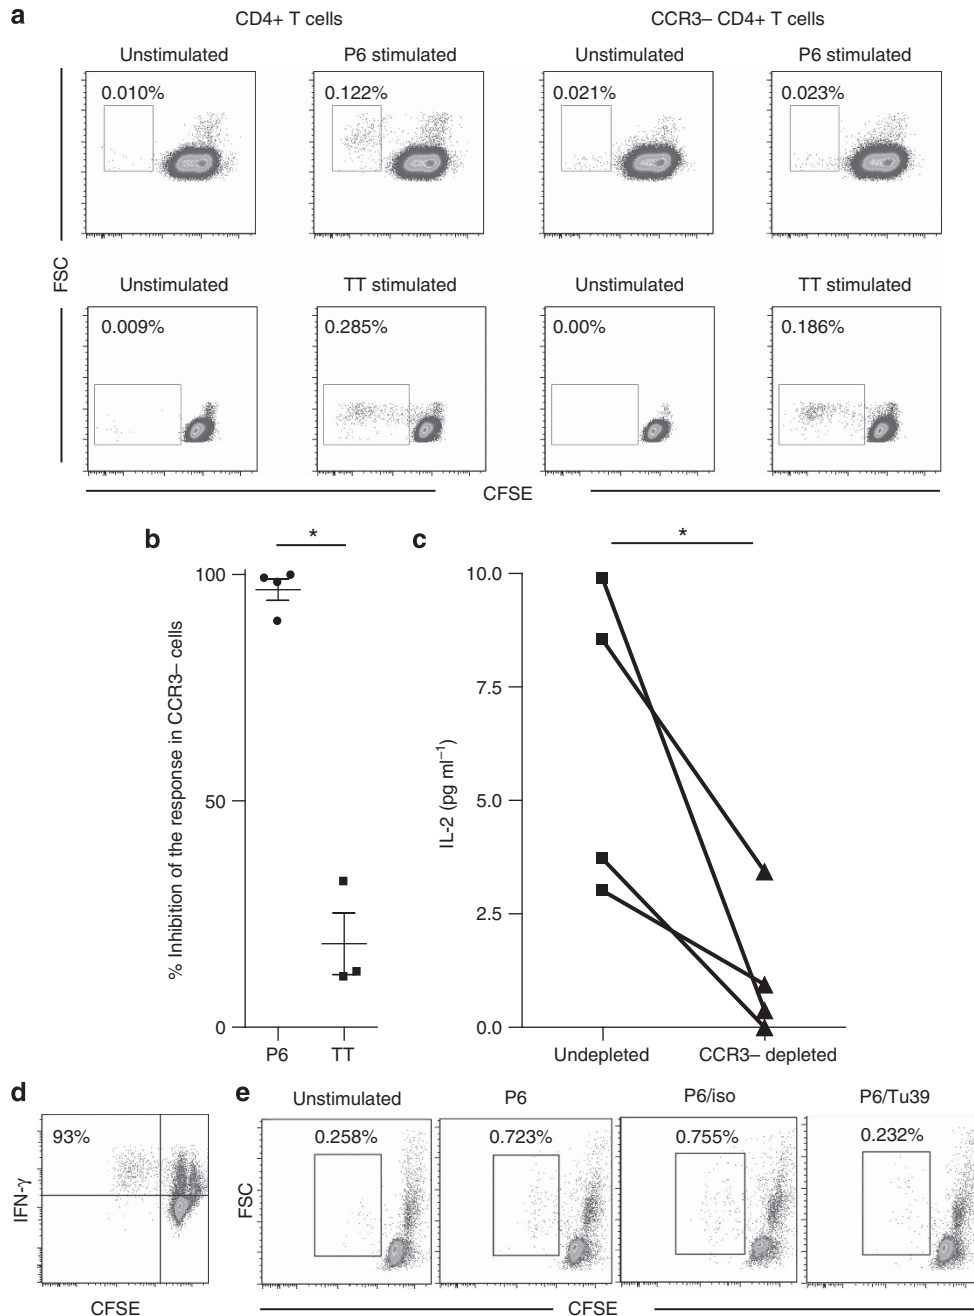 a
CD4+ T cells
CCR3– CD4+ T cells
Unstimulated
P6 stimulated
Unstimulated
P6 stimulated
0.010%
0.122%
0.021%
0.023%
FSC
Unstimulated
TT stimulated
Unstimulated
TT stimulated
0.009%
0.285%
0.00%
0.186%
CFSE
b
*
% Inhibition of the response in CCR3– cells
100
50
0
P6
TT
c
*
IL-2 (pg ml⁻¹)
10.0
7.5
5.0
2.5
0.0
Undepleted
CCR3– depleted
d
93%
IFN-γ
CFSE
e
Unstimulated
P6
P6/iso
P6/Tu39
0.258%
0.723%
0.755%
0.232%
FSC
CFSE